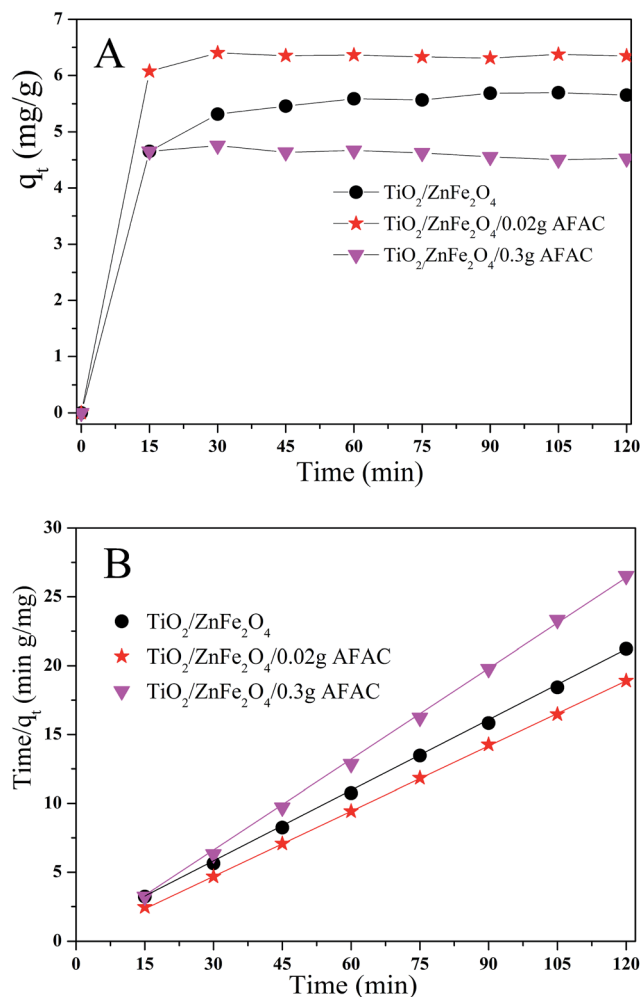 A
7
6
5
4
3
2
1
0
q_t (mg/g)
TiO₂/ZnFe₂O₄
TiO₂/ZnFe₂O₄/0.02g AFAC
TiO₂/ZnFe₂O₄/0.3g AFAC
0 15 30 45 60 75 90 105 120
Time (min)
B
30
25
20
15
10
5
0
Time/q_t (min g/mg)
TiO₂/ZnFe₂O₄
TiO₂/ZnFe₂O₄/0.02g AFAC
TiO₂/ZnFe₂O₄/0.3g AFAC
0 15 30 45 60 75 90 105 120
Time (min)